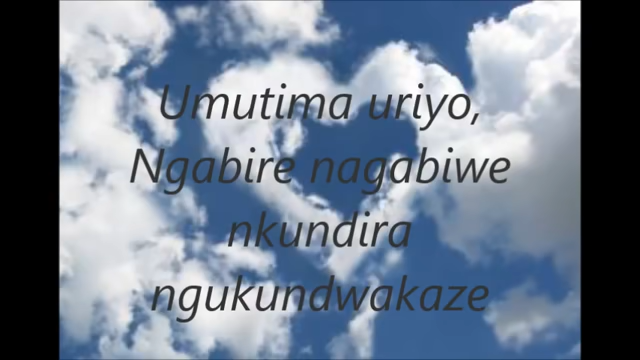 Umutima uriyo,
Ngabire nagabiwe
nkundira
ngukundwakaze